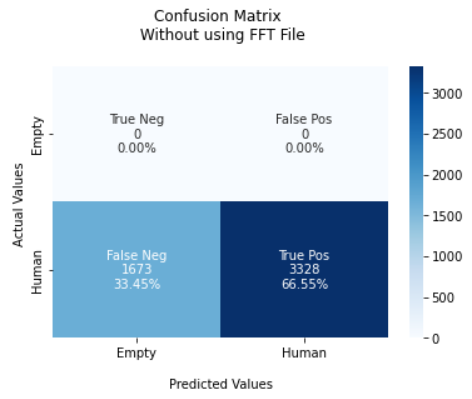 Confusion Matrix
Without using FFT File
True Neg
0
0.00%
False Pos
0
0.00%
False Neg
1673
33.45%
True Pos
3328
66.55%
Empty
Human
Actual Values
Empty
Human
Predicted Values
3000
2500
2000
1500
1000
500
0